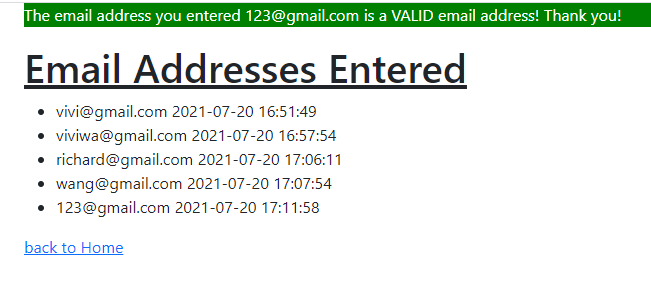 The email address you entered 123@gmail.com is a VALID email address! Thank you!
Email Addresses Entered
vivi@gmail.com 2021-07-20 16:51:49
viviwa@gmail.com 2021-07-20 16:57:54
richard@gmail.com 2021-07-20 17:06:11
wang@gmail.com 2021-07-20 17:07:54
123@gmail.com 2021-07-20 17:11:58
back to Home